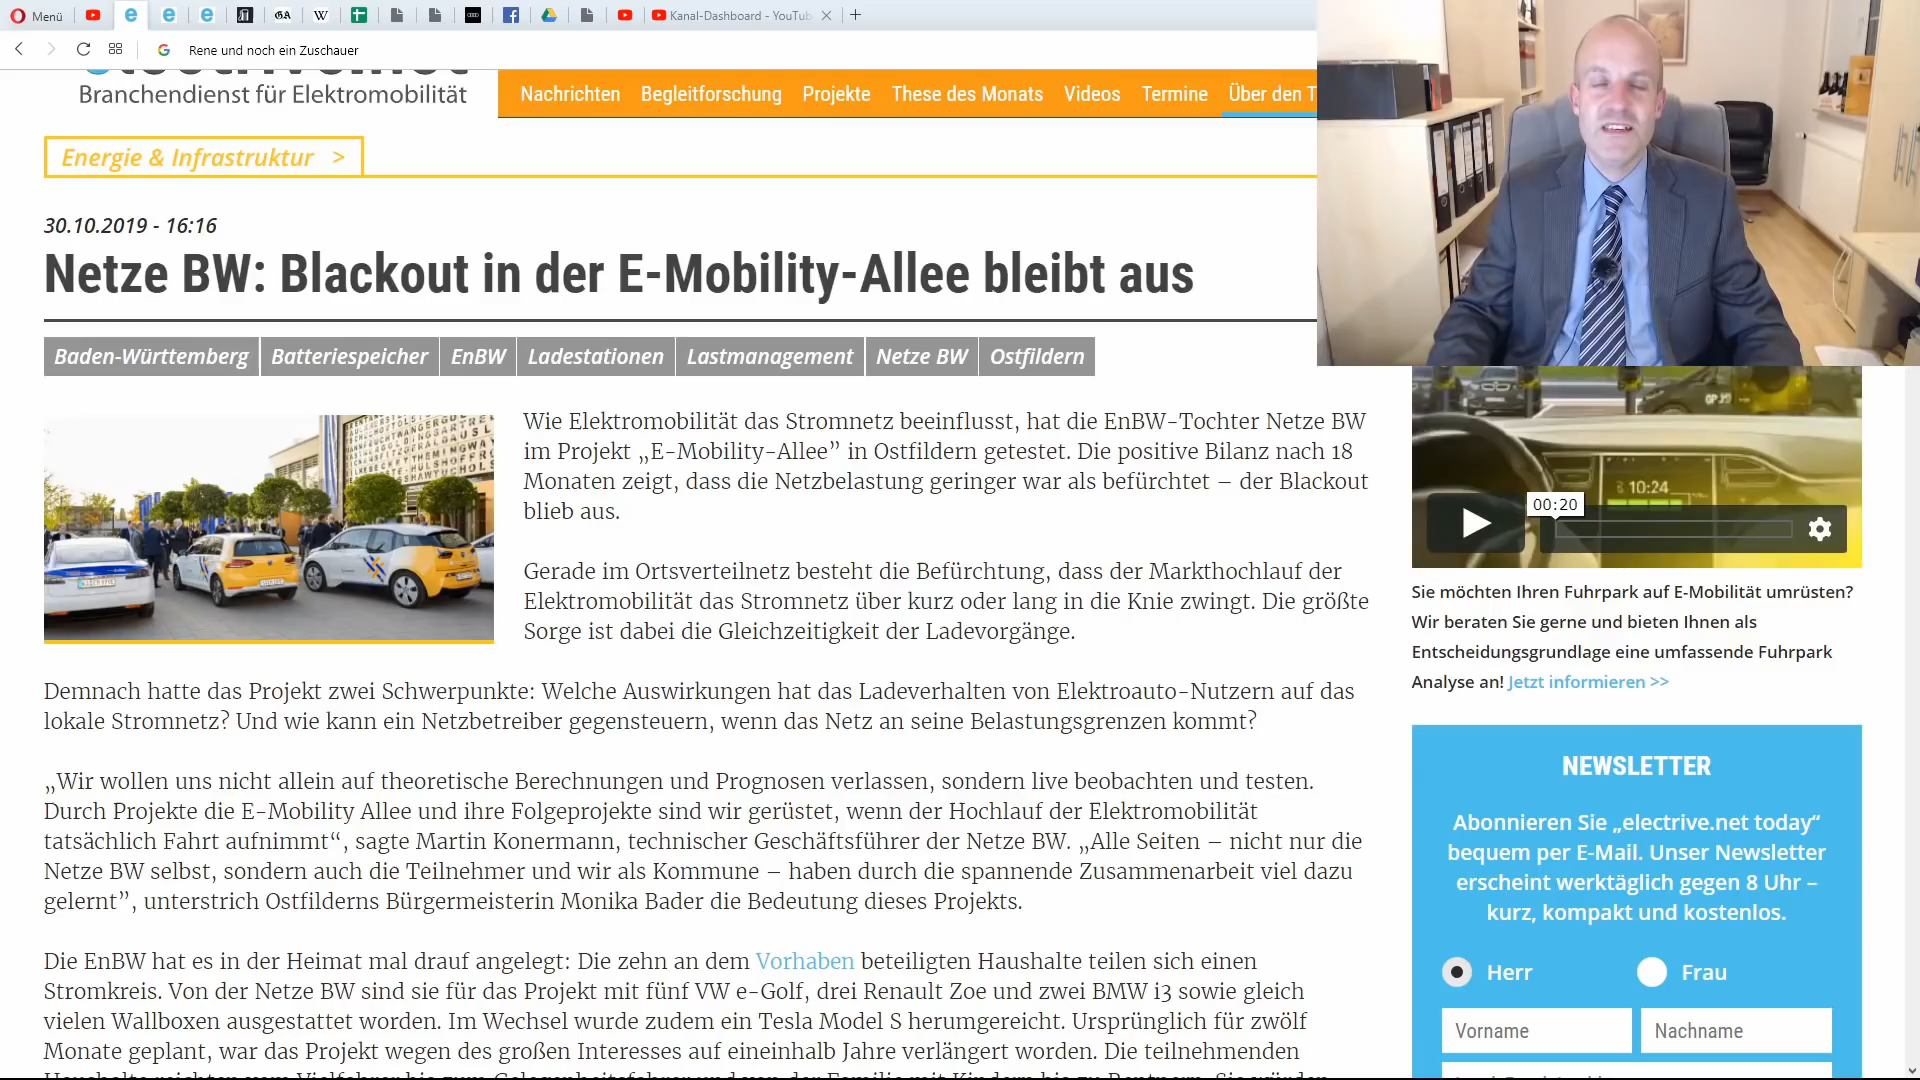 Menü
Kanal-Dashboard - YouTub
Rene und noch ein Zuschauer
Branchendienst für Elektromobilität
Nachrichten Begleitforschung Projekte These des Monats Videos Termine Über den T
Energie & Infrastruktur >
30.10.2019 - 16:16
Netze BW: Blackout in der E-Mobility-Allee bleibt aus
Baden-Württemberg Batteriespeicher EnBW Ladestationen Lastmanagement Netze BW Ostfildern
Wie Elektromobilität das Stromnetz beeinflusst, hat die EnBW-Tochter Netze BW
im Projekt „E-Mobility-Allee” in Ostfildern getestet. Die positive Bilanz nach 18
Monaten zeigt, dass die Netzbelastung geringer war als befürchtet – der Blackout
blieb aus.
Gerade im Ortsverteilnetz besteht die Befürchtung, dass der Markthochlauf der
Elektromobilität das Stromnetz über kurz oder lang in die Knie zwingt. Die größte
Sorge ist dabei die Gleichzeitigkeit der Ladevorgänge.
Demnach hatte das Projekt zwei Schwerpunkte: Welche Auswirkungen hat das Ladeverhalten von Elektroauto-Nutzern auf das
lokale Stromnetz? Und wie kann ein Netzbetreiber gegensteuern, wenn das Netz an seine Belastungsgrenzen kommt?
„Wir wollen uns nicht allein auf theoretische Berechnungen und Prognosen verlassen, sondern live beobachten und testen.
Durch Projekte die E-Mobility Allee und ihre Folgeprojekte sind wir gerüstet, wenn der Hochlauf der Elektromobilität
tatsächlich Fahrt aufnimmt“, sagte Martin Konermann, technischer Geschäftsführer der Netze BW. „Alle Seiten – nicht nur die
Netze BW selbst, sondern auch die Teilnehmer und wir als Kommune – haben durch die spannende Zusammenarbeit viel dazu
gelernt”, unterstrich Ostfilderns Bürgermeisterin Monika Bader die Bedeutung dieses Projekts.
Die EnBW hat es in der Heimat mal drauf angelegt: Die zehn an dem Vorhaben beteiligten Haushalte teilen sich einen
Stromkreis. Von der Netze BW sind sie für das Projekt mit fünf VW e-Golf, drei Renault Zoe und zwei BMW i3 sowie gleich
vielen Wallboxen ausgestattet worden. Im Wechsel wurde zudem ein Tesla Model S herumgereicht. Ursprünglich für zwölf
Monate geplant, war das Projekt wegen des großen Interesses auf eineinhalb Jahre verlängert worden. Die teilnehmenden
10:24
00:20
Sie möchten Ihren Fuhrpark auf E-Mobilität umrüsten?
Wir beraten Sie gerne und bieten Ihnen als
Entscheidungsgrundlage eine umfassende Fuhrpark
Analyse an! Jetzt informieren >>
NEWSLETTER
Abonnieren Sie „electrive.net today“
bequem per E-Mail. Unser Newsletter
erscheint werktäglich gegen 8 Uhr –
kurz, kompakt und kostenlos.
Herr Frau
Vorname Nachname